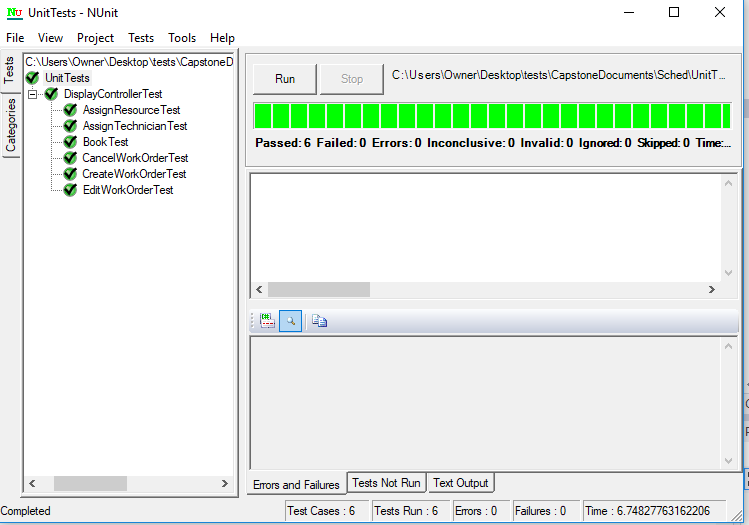 UnitTests - NUnit
File View Project Tests Tools Help
Tests
Categories
C:\Users\Owner\Desktop\tests\CapstoneD
UnitTests
DisplayControllerTest
AssignResourceTest
AssignTechnicianTest
BookTest
CancelWorkOrderTest
CreateWorkOrderTest
EditWorkOrderTest
Run Stop C:\Users\Owner\Desktop\tests\CapstoneDocuments\Sched\UnitT...
Passed: 6 Failed: 0 Errors: 0 Inconclusive: 0 Invalid: 0 Ignored: 0 Skipped: 0 Time:...
Errors and Failures Tests Not Run Text Output
Completed Test Cases : 6 Tests Run : 6 Errors : 0 Failures : 0 Time : 6.74827763162206